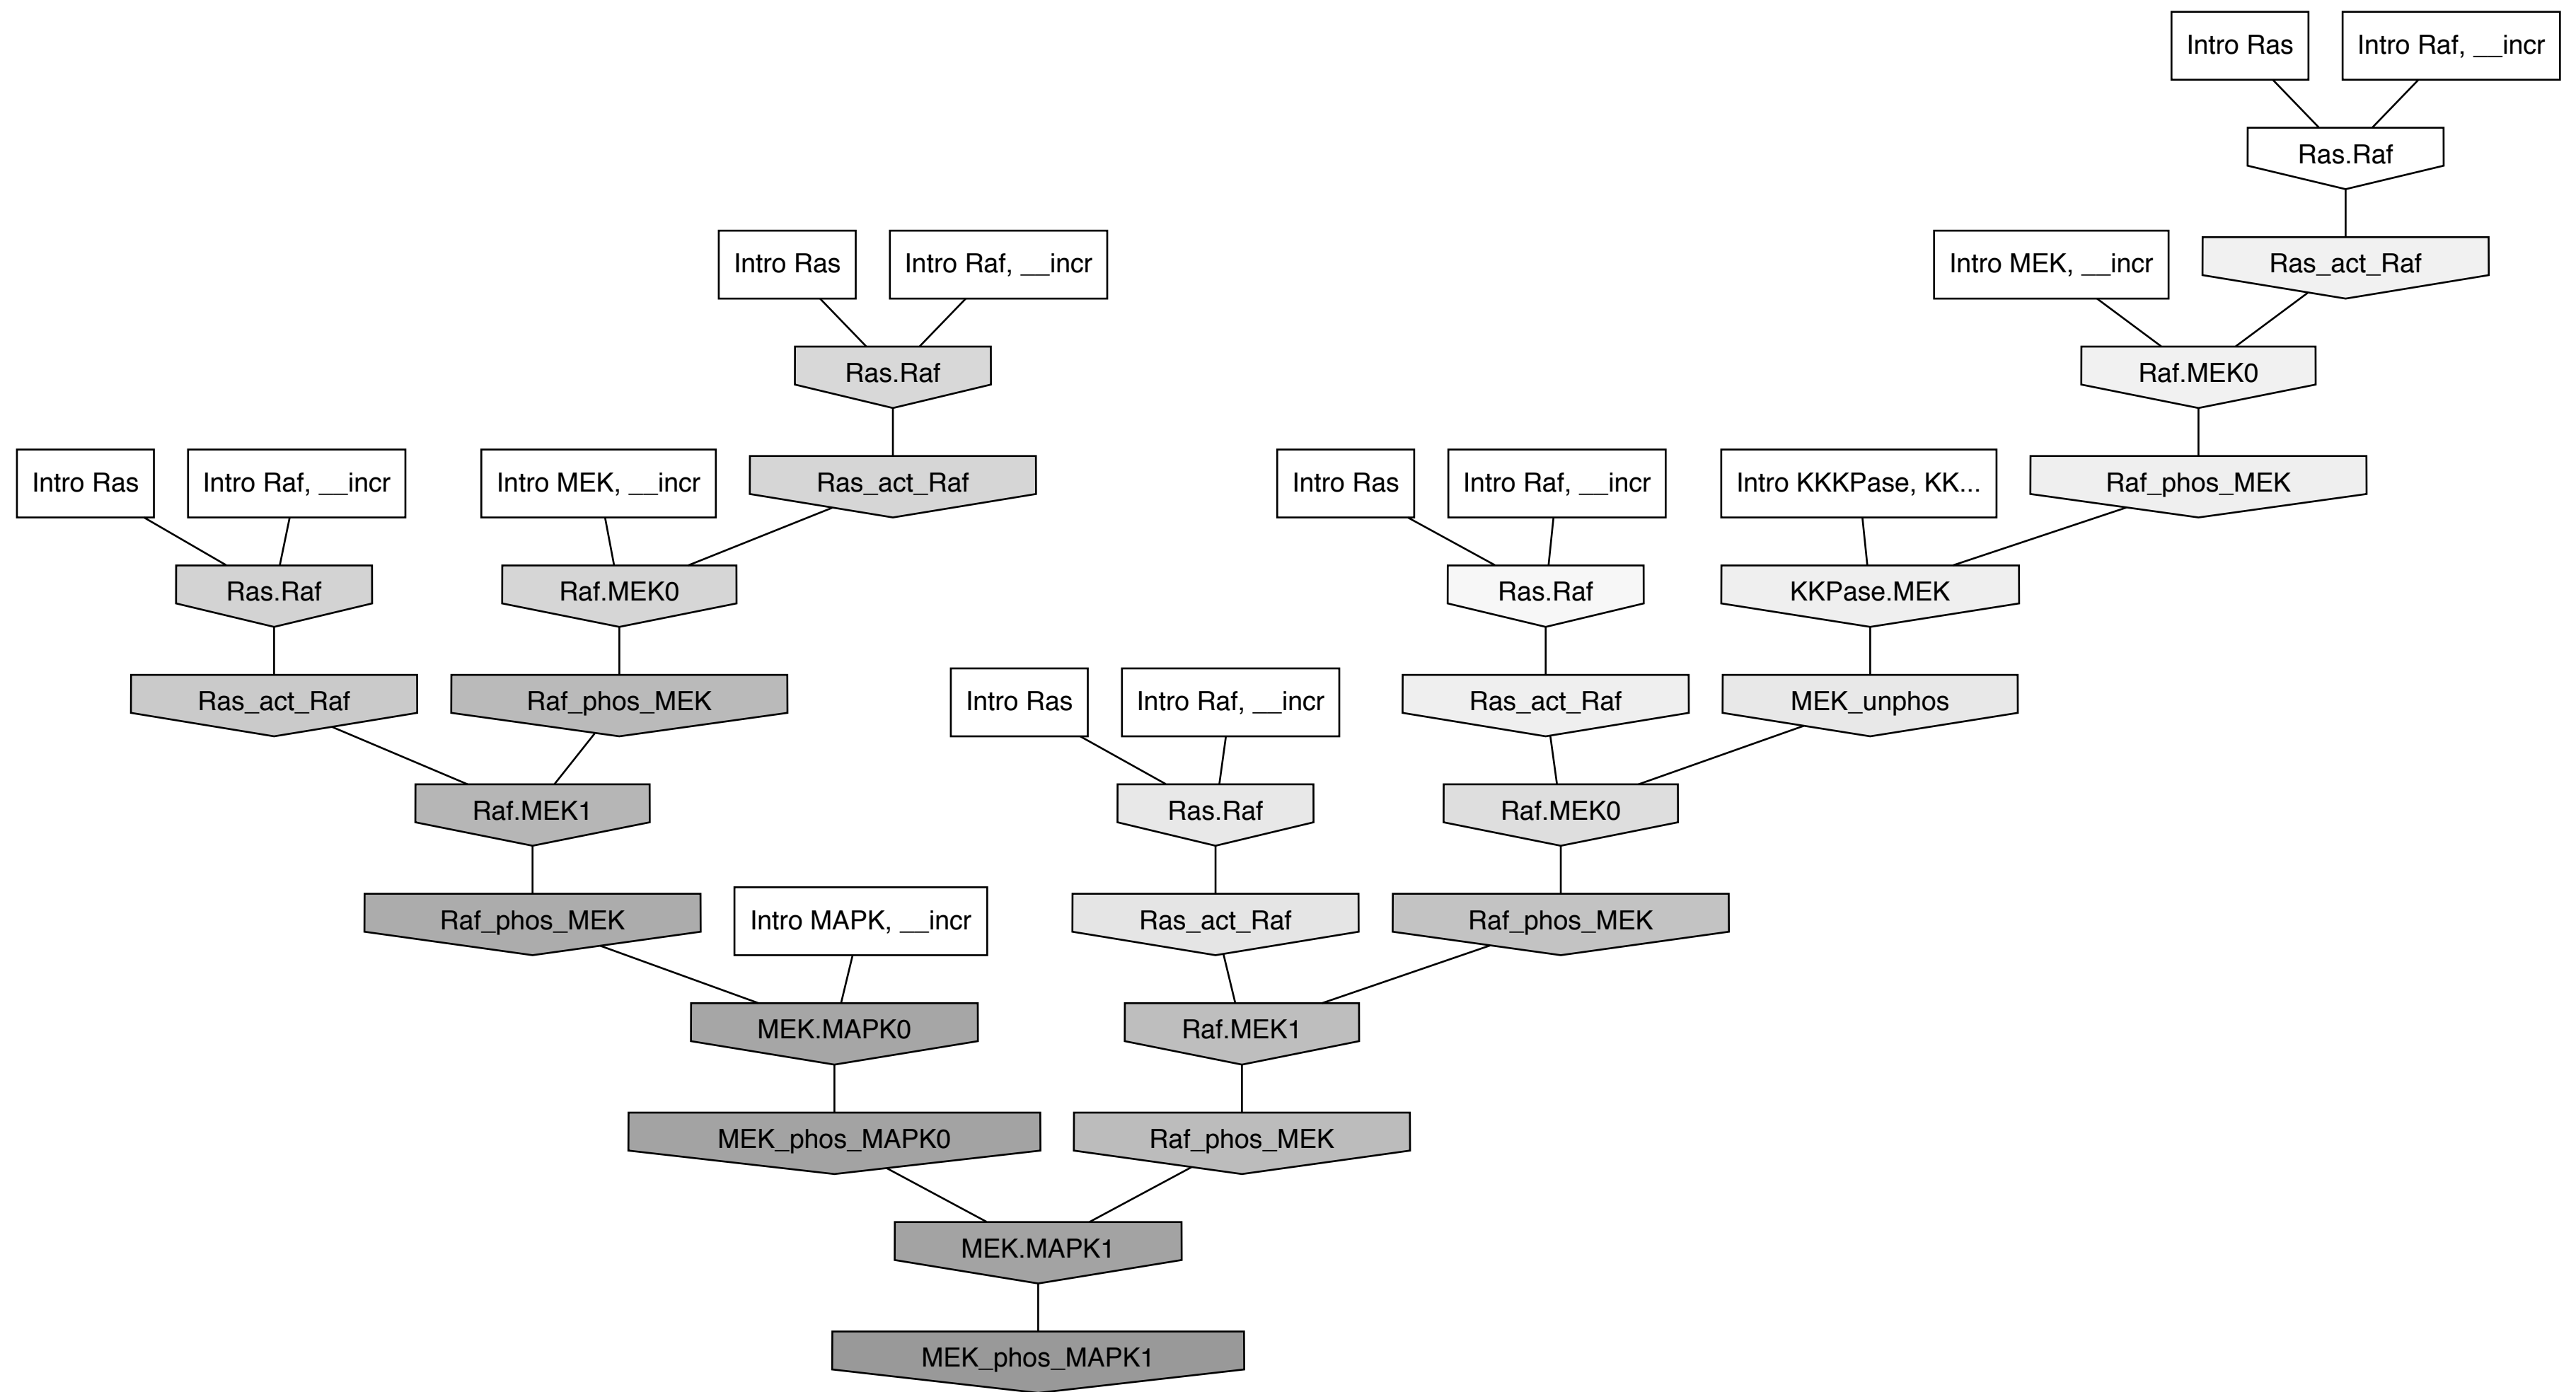 Intro Ras
Intro Raf, __incr
Ras.Raf
Intro Ras
Intro Raf, __incr
Intro MEK, __incr
Ras_act_Raf
Ras.Raf
Raf.MEK0
Intro Ras
Intro Raf, __incr
Intro MEK, __incr
Ras_act_Raf
Intro Ras
Intro Raf, __incr
Intro KKKPase, KK...
Raf_phos_MEK
Ras.Raf
Raf.MEK0
Ras.Raf
KKPase.MEK
Ras_act_Raf
Raf_phos_MEK
Intro Ras
Intro Raf, __incr
Ras_act_Raf
MEK_unphos
Raf.MEK1
Ras.Raf
Raf.MEK0
Raf_phos_MEK
Intro MAPK, __incr
Ras_act_Raf
Raf_phos_MEK
MEK.MAPK0
Raf.MEK1
MEK_phos_MAPK0
Raf_phos_MEK
MEK.MAPK1
MEK_phos_MAPK1